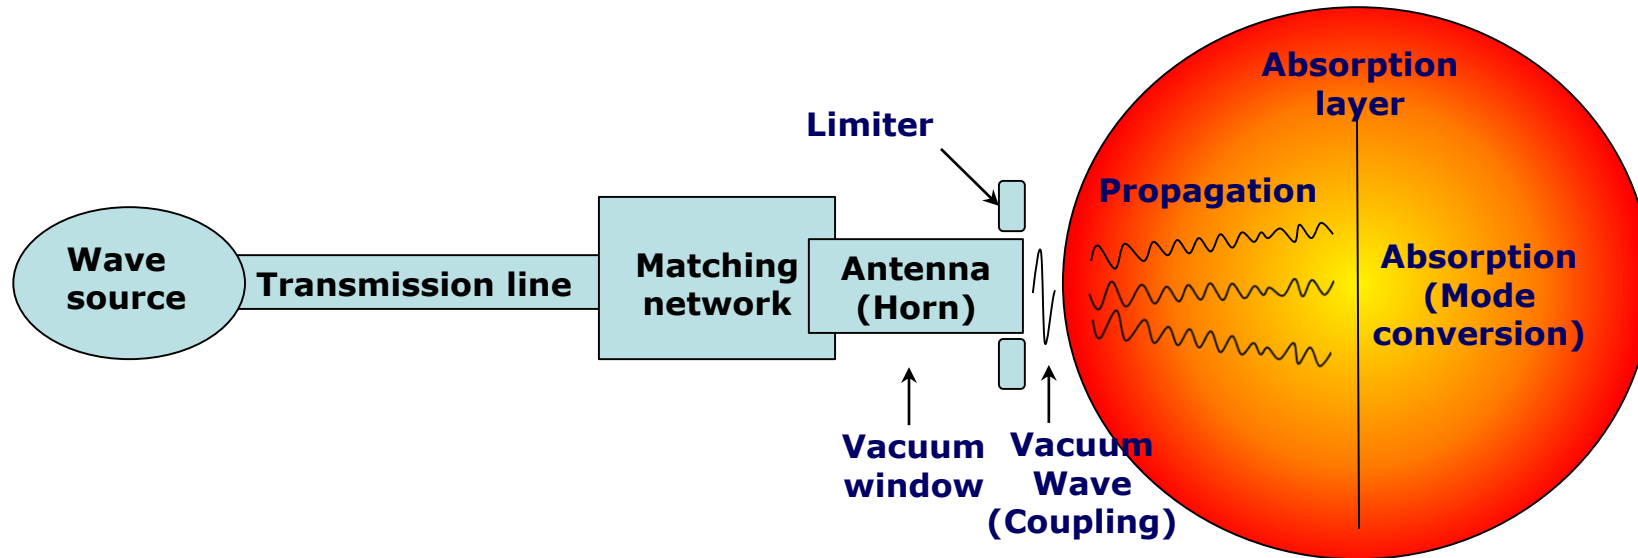 Wave
source
Transmission line
Matching
network
Antenna
(Horn)
Limiter
Vacuum
window
Vacuum
Wave
(Coupling)
Propagation
Absorption
layer
Absorption
(Mode
conversion)